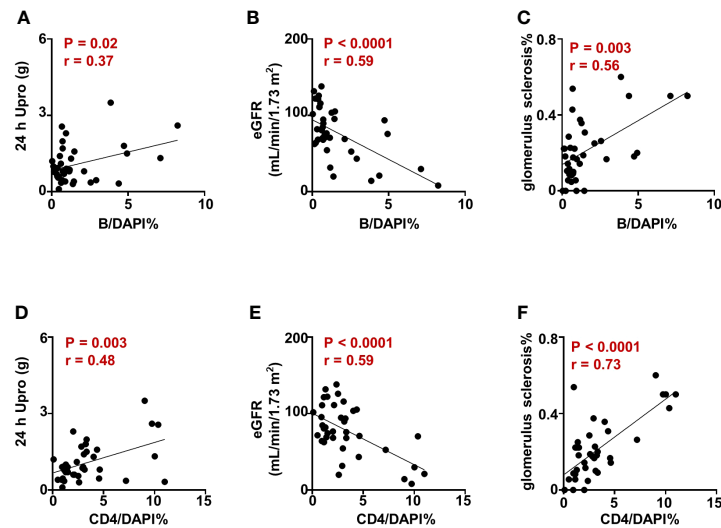 A
P = 0.02
r = 0.37
24 h Upro (g)
6
3
0
0
5
10
B/DAPI%
B
P < 0.0001
r = 0.59
eGFR
(mL/min/1.73 m²)
200
100
0
0
5
10
B/DAPI%
C
P = 0.003
r = 0.56
glomerulus sclerosis%
0.8
0.4
0.0
0
5
10
B/DAPI%
D
P = 0.003
r = 0.48
24 h Upro (g)
6
3
0
0
5
10
15
CD4/DAPI%
E
P < 0.0001
r = 0.59
eGFR
(mL/min/1.73 m²)
200
100
0
0
5
10
15
CD4/DAPI%
F
P < 0.0001
r = 0.73
glomerulus sclerosis%
0.8
0.4
0.0
0
5
10
15
CD4/DAPI%